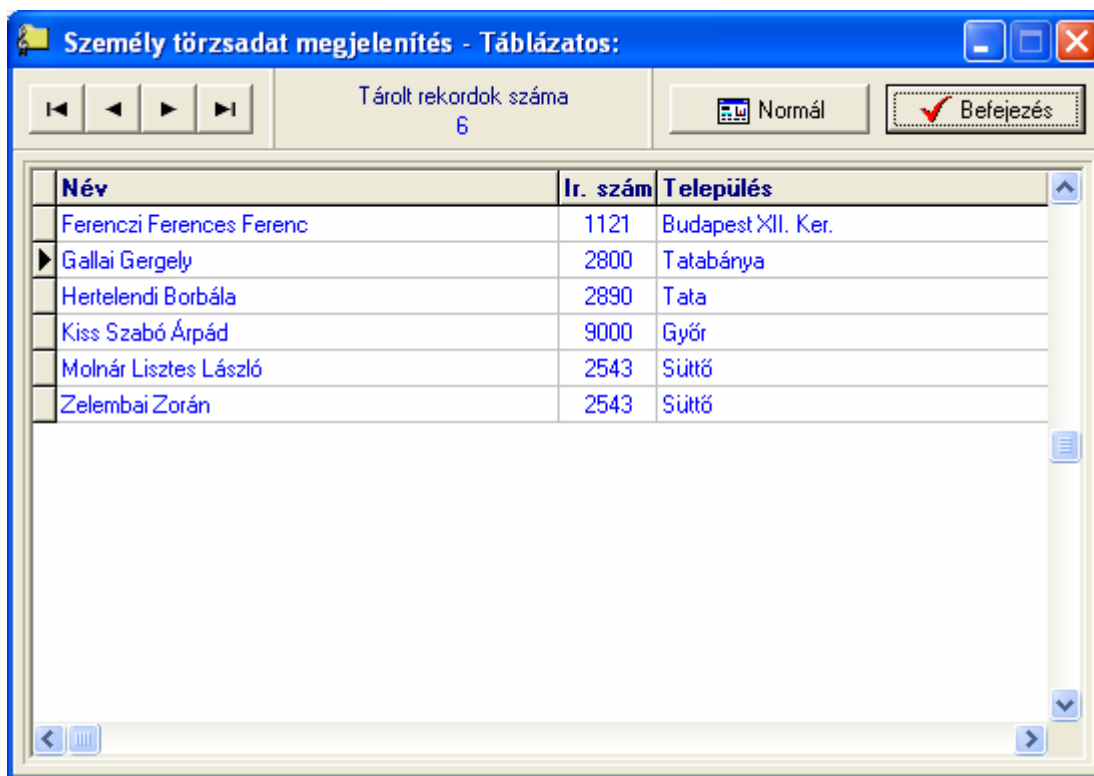 Személy törzsadat megjelenítés - Táblázatos:
Tárolt rekordok száma
6
Normál
Befejezés
Név Ir. szám Település
Ferenczi Ferences Ferenc 1121 Budapest XII. Ker.
Gallai Gergely 2800 Tatabánya
Hertelendi Borbála 2890 Tata
Kiss Szabó Árpád 9000 Győr
Molnár Lisztes László 2543 Süttő
Zelembai Zorán 2543 Süttő